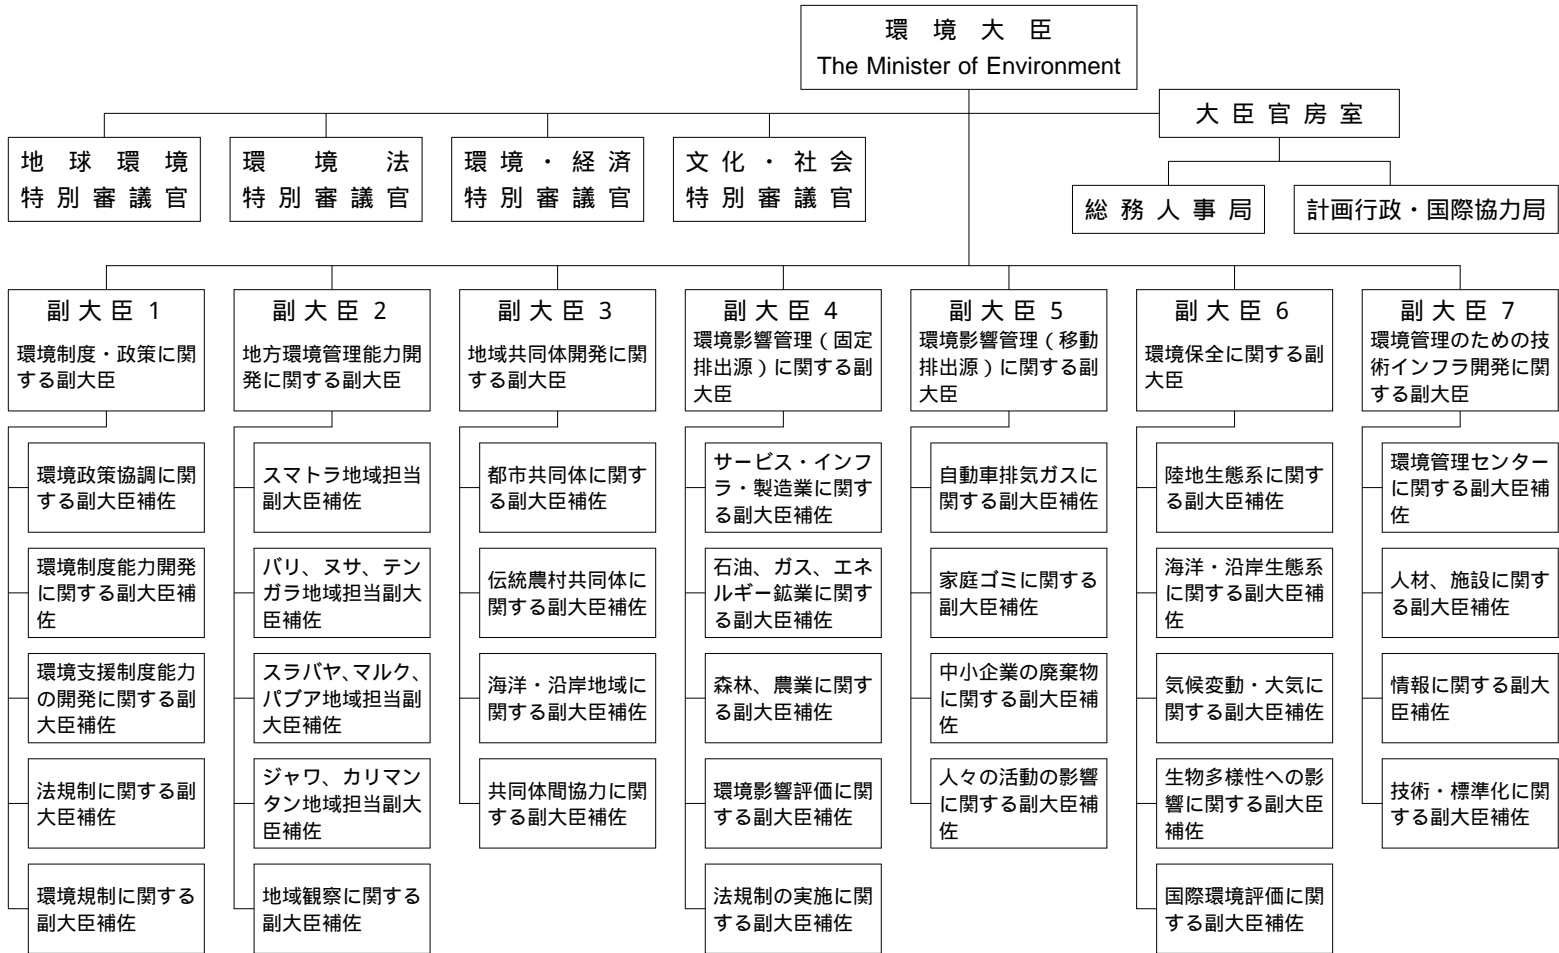 環境大臣
The Minister of Environment
大臣官房室
地球環境
特別審議官
環境法
特別審議官
環境・経済
特別審議官
文化・社会
特別審議官
総務人事局
計画行政・国際協力局
副大臣 1
環境制度・政策に関
する副大臣
副大臣 2
地方環境管理能力開
発に関する副大臣
副大臣 3
地域共同体開発に関
する副大臣
副大臣 4
環境影響管理(固定
排出源)に関する副
大臣
副大臣 5
環境影響管理(移動
排出源)に関する副
大臣
副大臣 6
環境保全に関する副
大臣
副大臣 7
環境管理のための技
術インフラ開発に関
する副大臣
環境政策協調に関
する副大臣補佐
環境制度能力開発
に関する副大臣補
佐
環境支援制度能力
の開発に関する副
大臣補佐
法規制に関する副
大臣補佐
環境規制に関する
副大臣補佐
スマトラ地域担当
副大臣補佐
バリ、ヌサ、テン
ガラ地域担当副大
臣補佐
スラバヤ、マルク、
パブア地域担当副
大臣補佐
ジャワ、カリマン
タン地域担当副大
臣補佐
地域観察に関する
副大臣補佐
都市共同体に関す
る副大臣補佐
伝統農村共同体に
関する副大臣補佐
海洋・沿岸地域に
関する副大臣補佐
共同体間協力に関
する副大臣補佐
サービス・インフ
ラ・製造業に関す
る副大臣補佐
石油、ガス、エネ
ルギー鉱業に関す
る副大臣補佐
森林、農業に関す
る副大臣補佐
環境影響評価に関
する副大臣補佐
法規制の実施に関
する副大臣補佐
自動車排気ガスに
関する副大臣補佐
家庭ゴミに関する
副大臣補佐
中小企業の廃棄物
に関する副大臣補
佐
人々の活動の影響
に関する副大臣補
佐
陸地生態系に関す
る副大臣補佐
海洋・沿岸生態系
に関する副大臣補
佐
気候変動・大気に
関する副大臣補佐
生物多様性への影
響に関する副大臣
補佐
国際環境評価に関
する副大臣補佐
環境管理センター
に関する副大臣補
佐
人材、施設に関す
る副大臣補佐
情報に関する副大
臣補佐
技術・標準化に関
する副大臣補佐